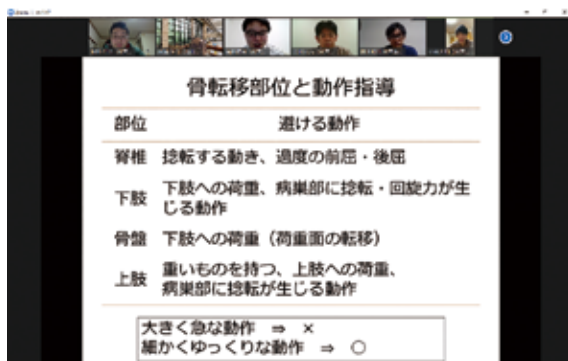 骨転移部位と動作指導
部位 避ける動作
脊椎 捻転する動き、過度の前屈・後屈
下肢 下肢への荷重、病巣部に捻転・回旋力が生
じる動作
骨盤 下肢への荷重（荷重面の転移）
上肢 重いものを持つ、上肢への荷重、
病巣部に捻転が生じる動作
大きく急な動作 ⇒ ×
細かくゆっくりな動作 ⇒ ○